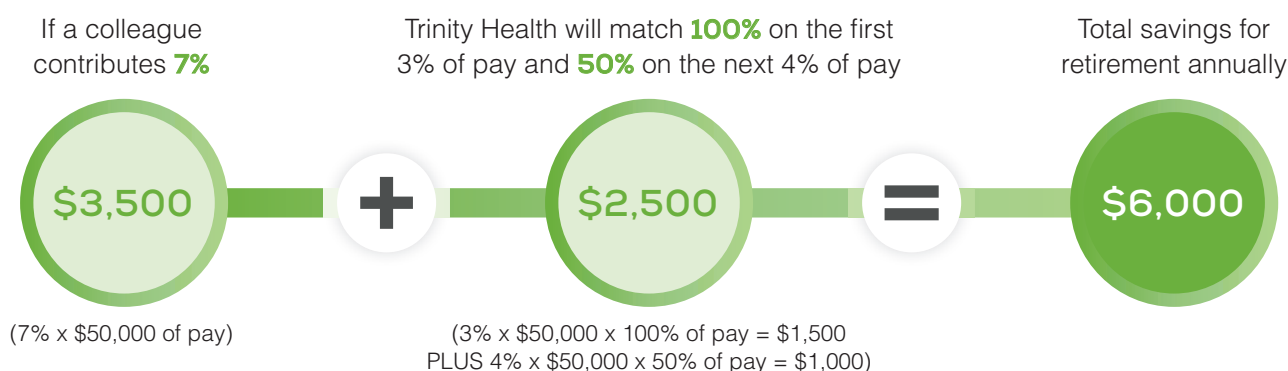 If a colleague
contributes 7%
Trinity Health will match 100% on the first
3% of pay and 50% on the next 4% of pay
Total savings for
retirement annually
$3,500
+
$2,500
=
$6,000
(7% x $50,000 of pay)
(3% x $50,000 x 100% of pay = $1,500
PLUS 4% x $50,000 x 50% of pay = $1,000)